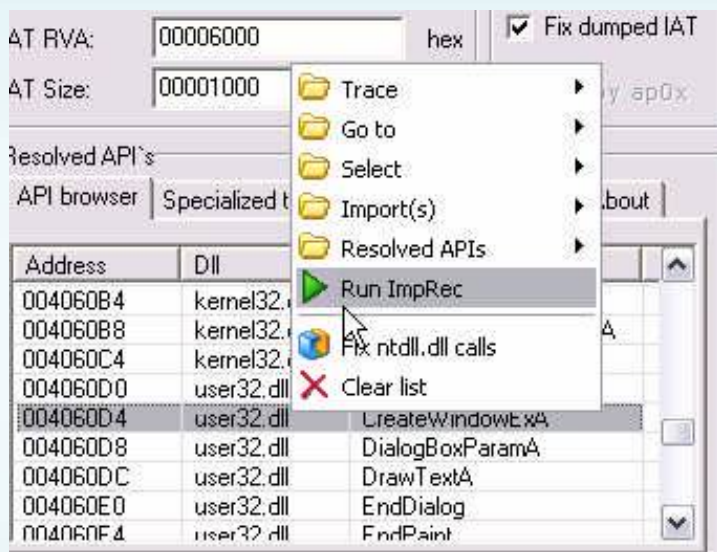 AT RVA: 00006000 hex Fix dumped IAT
AT Size: 00001000 y ap0x
Resolved API`s
API browser Specialized t bout
Trace
Go to
Select
Import(s)
Resolved APIs
Run ImpRec
Fix ntdll.dll calls
Clear list
Address Dll
004060B4 kernel32.
004060B8 kernel32. A
004060C4 kernel32.
004060D0 user32.dll
004060D4 user32.dll CreateWindowExA
004060D8 user32.dll DialogBoxParamA
004060DC user32.dll DrawTextA
004060E0 user32.dll EndDialog
004060E4 user32.dll EndPaint